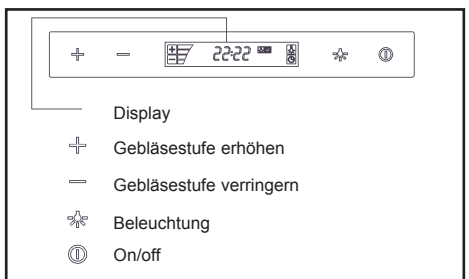 + — 22:22
Display
+ Gebläsestufe erhöhen
— Gebläsestufe verringern
Beleuchtung
On/off